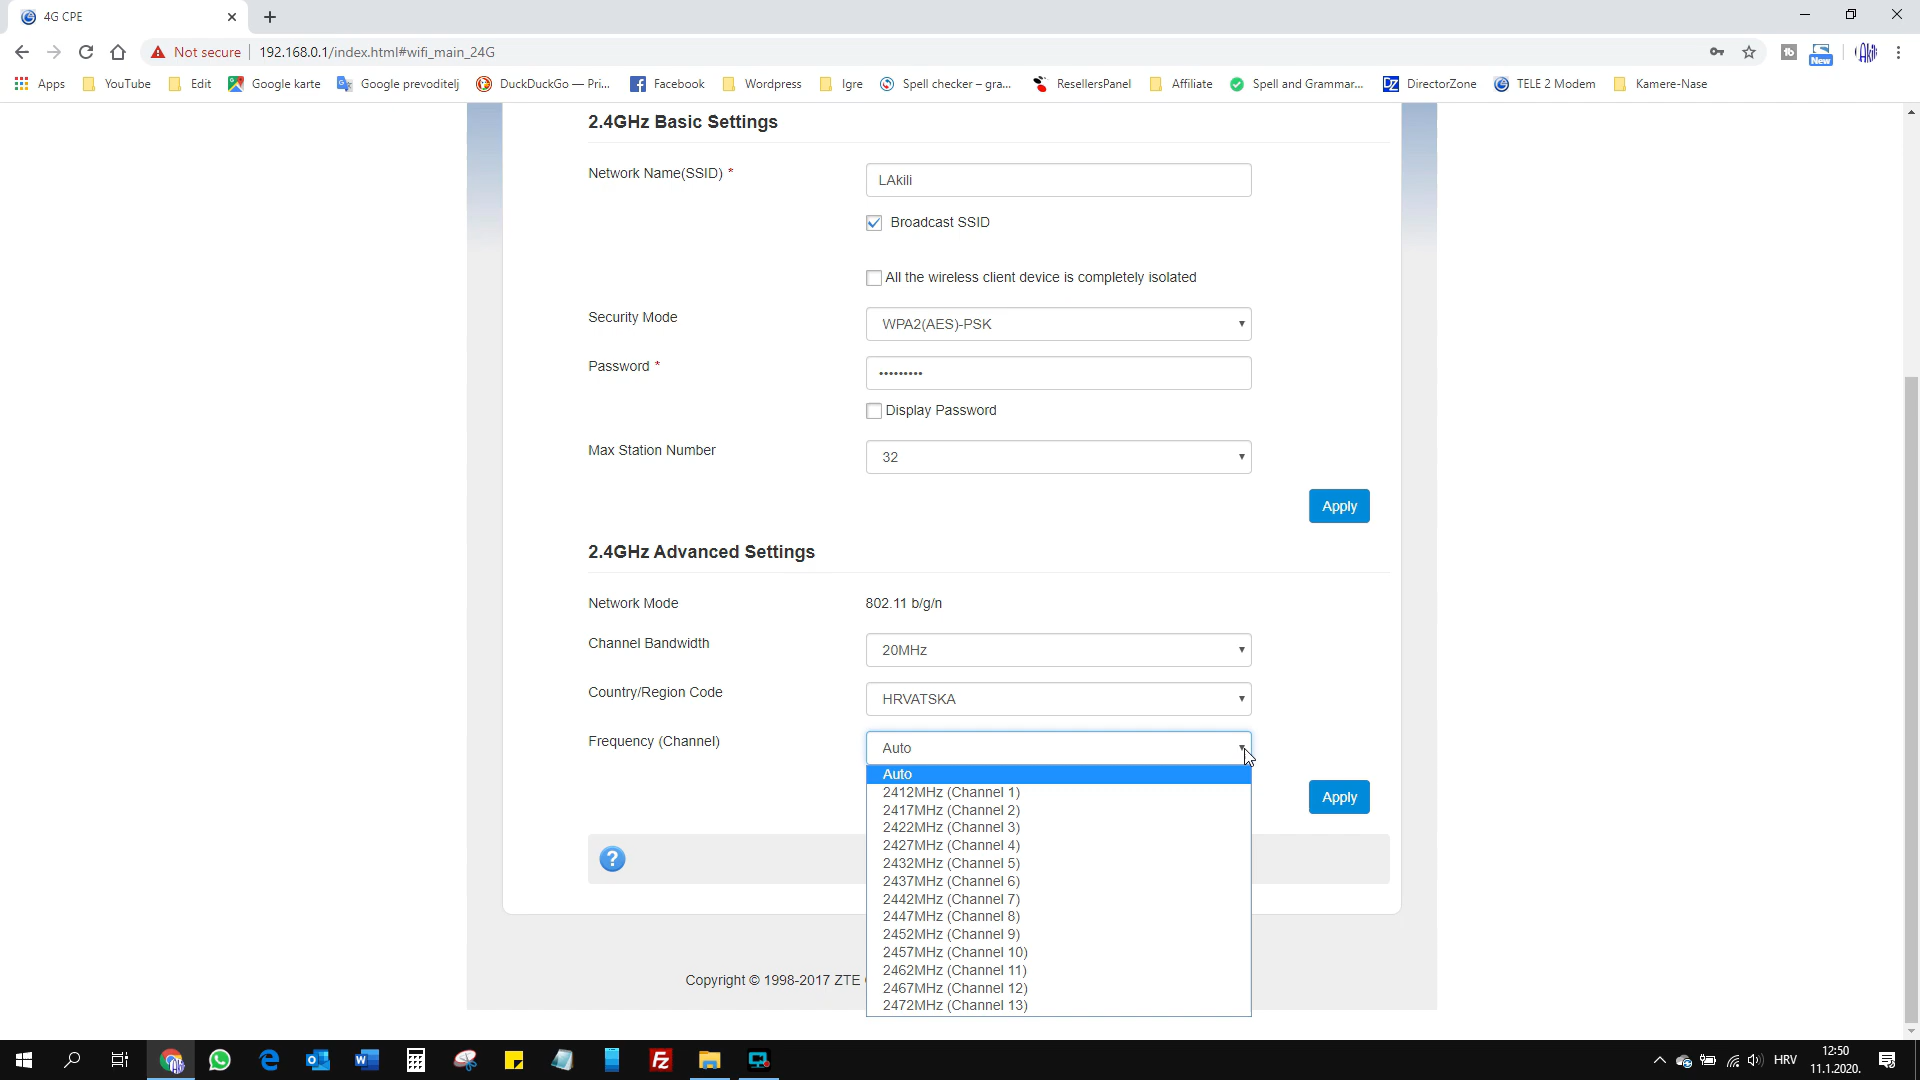 4G CPE
Not secure 192.168.0.1/index.html#wifi_main_24G
New
Apps YouTube Edit Google karte Google prevoditelj DuckDuckGo — Pri... Facebook Wordpress Igre Spell checker – gra... ResellersPanel Affiliate Spell and Grammar... DirectorZone TELE 2 Modem Kamere-Nase
2.4GHz Basic Settings
Network Name(SSID) * LAkili
Broadcast SSID
All the wireless client device is completely isolated
Security Mode WPA2(AES)-PSK
Password * •••••••••
Display Password
Max Station Number 32
Apply
2.4GHz Advanced Settings
Network Mode 802.11 b/g/n
Channel Bandwidth 20MHz
Country/Region Code HRVATSKA
Frequency (Channel) Auto
Auto
2412MHz (Channel 1)
Apply
2417MHz (Channel 2)
2422MHz (Channel 3)
2427MHz (Channel 4)
2432MHz (Channel 5)
2437MHz (Channel 6)
2442MHz (Channel 7)
2447MHz (Channel 8)
2452MHz (Channel 9)
2457MHz (Channel 10)
2462MHz (Channel 11)
Copyright © 1998-2017 ZTE
2467MHz (Channel 12)
2472MHz (Channel 13)
HRV 12:50
11.1.2020.